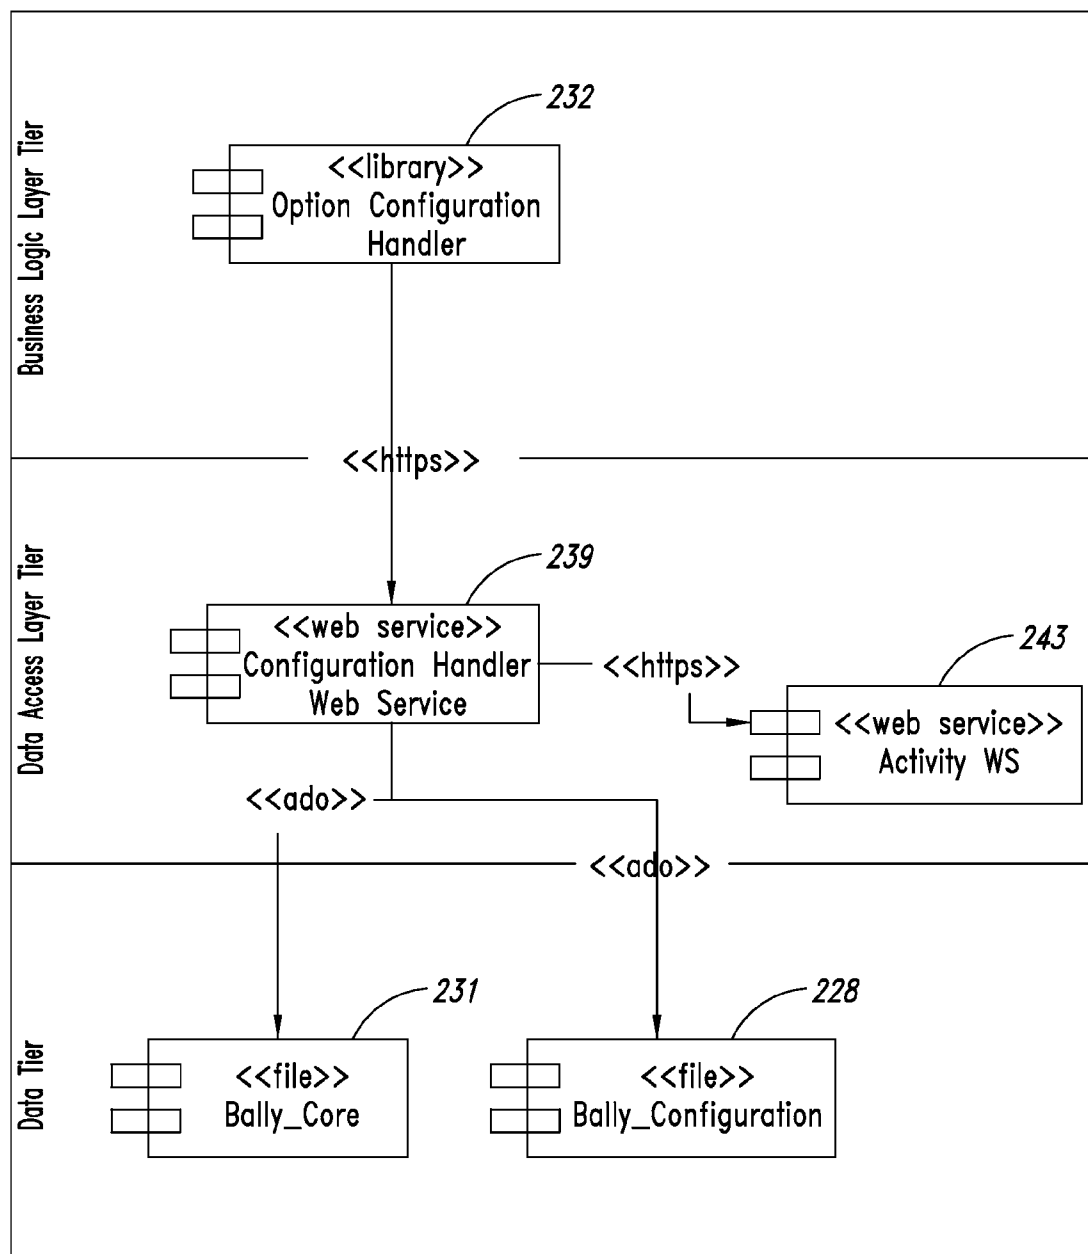 Business Logic Layer Tier
232
<<library>>
Option Configuration
Handler
<<https>>
Data Access Layer Tier
239
<<web service>>
Configuration Handler
Web Service
<<https>>
243
<<web service>>
Activity WS
<<ado>>
<<ado>>
Data Tier
231
<<file>>
Bally_Core
228
<<file>>
Bally_Configuration